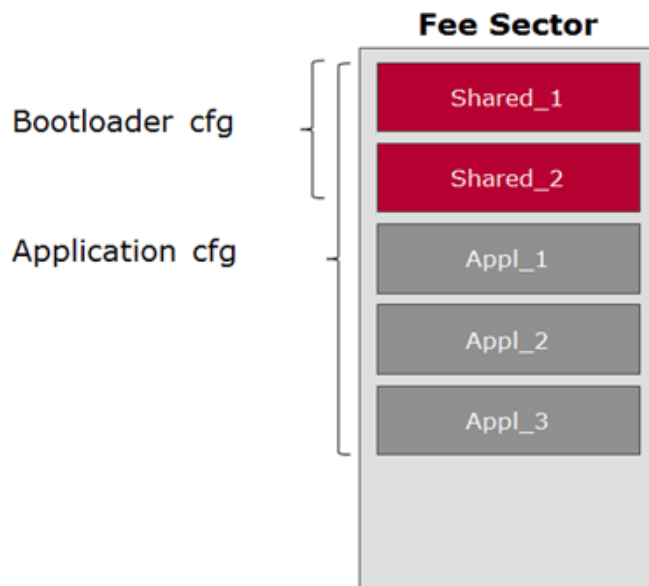 Fee Sector
Bootloader cfg
Application cfg
Shared_1
Shared_2
Appl_1
Appl_2
Appl_3